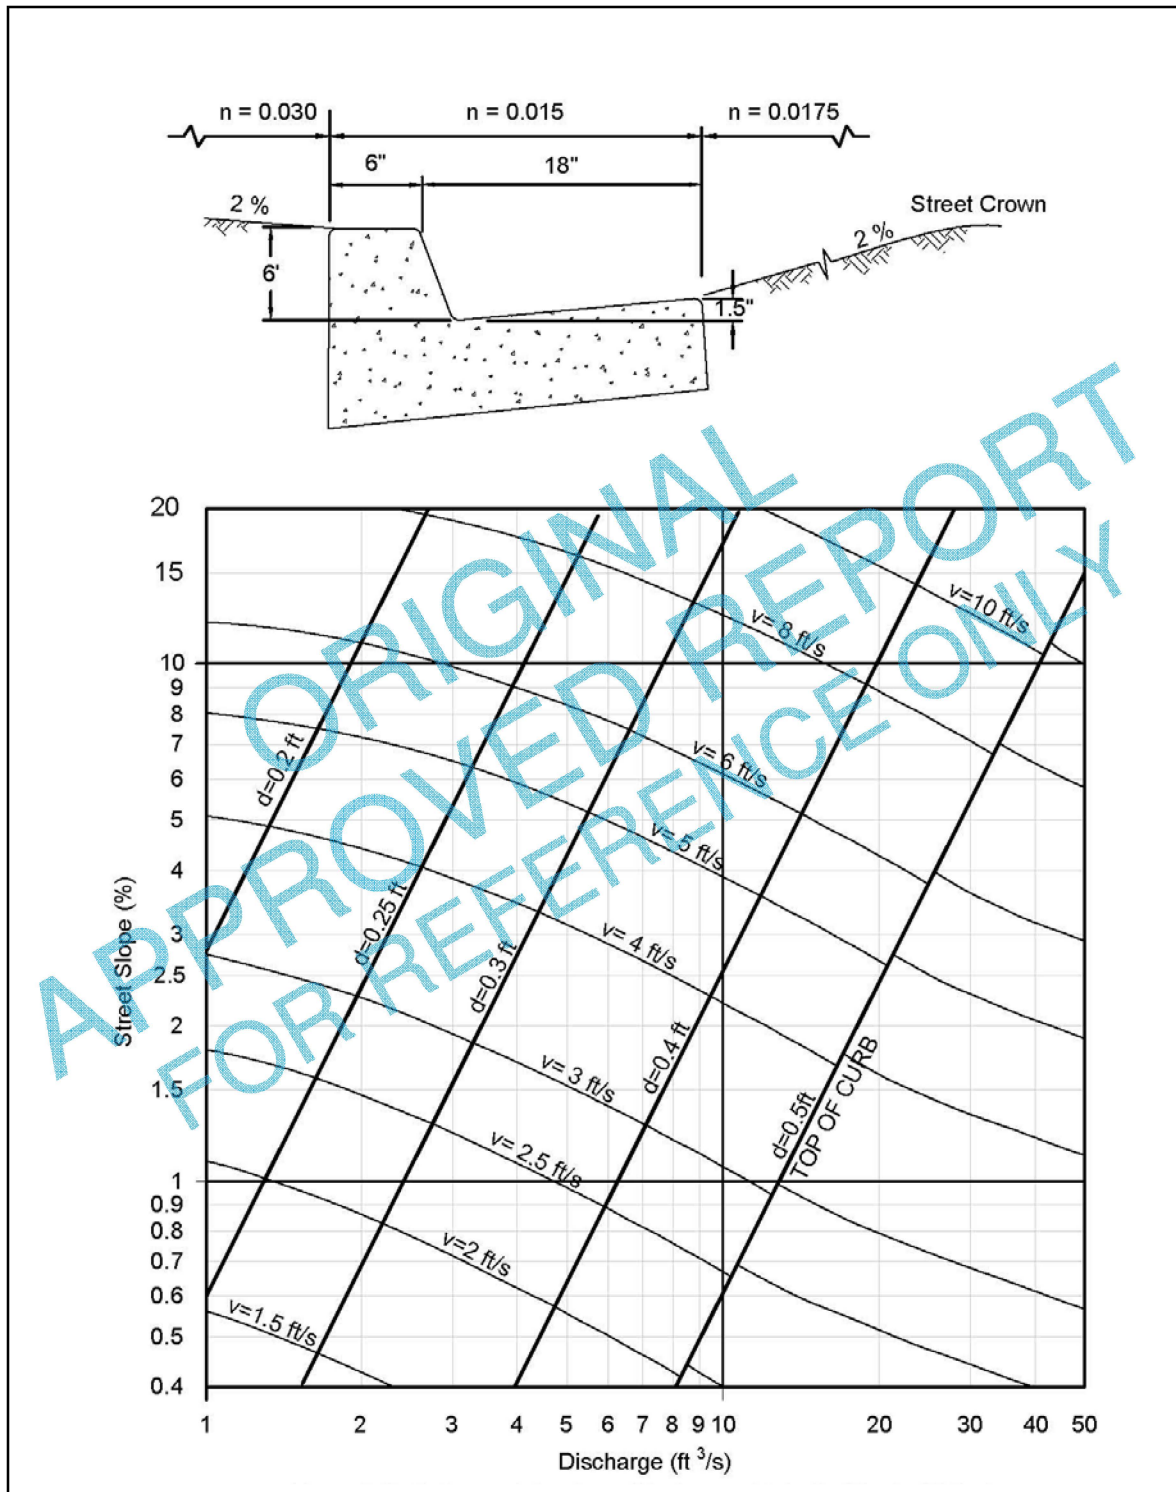 n = 0.030
n = 0.015
n = 0.0175
6"
18"
2 %
Street Crown
2 %
6'
1.5"
ORIGINAL
APPROVED REPORT
FOR REFERENCE ONLY
20
15
10
9
8
7
6
5
4
3
2.5
2
1.5
1
0.9
0.8
0.7
0.6
0.5
0.4
Street Slope (%)
v=10 ft/s
v= 8 ft/s
v= 6 ft/s
v= 5 ft/s
v= 4 ft/s
v= 3 ft/s
v= 2.5 ft/s
v=2 ft/s
v=1.5 ft/s
d=0.2 ft
d=0.25 ft
d=0.3 ft
d=0.4 ft
d=0.5ft
TOP OF CURB
1
2
3
4
5
6
7
8
9
10
20
30
40
50
Discharge (ft 3/s)